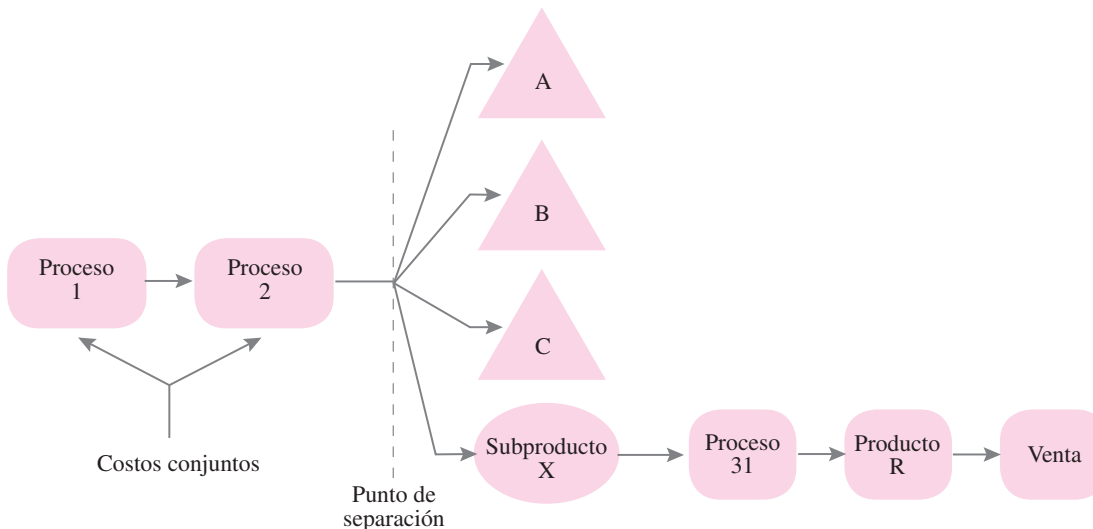 A
B
Proceso
1
Proceso
2
C
Costos conjuntos
Punto de
separación
Subproducto
X
Proceso
31
Producto
R
Venta